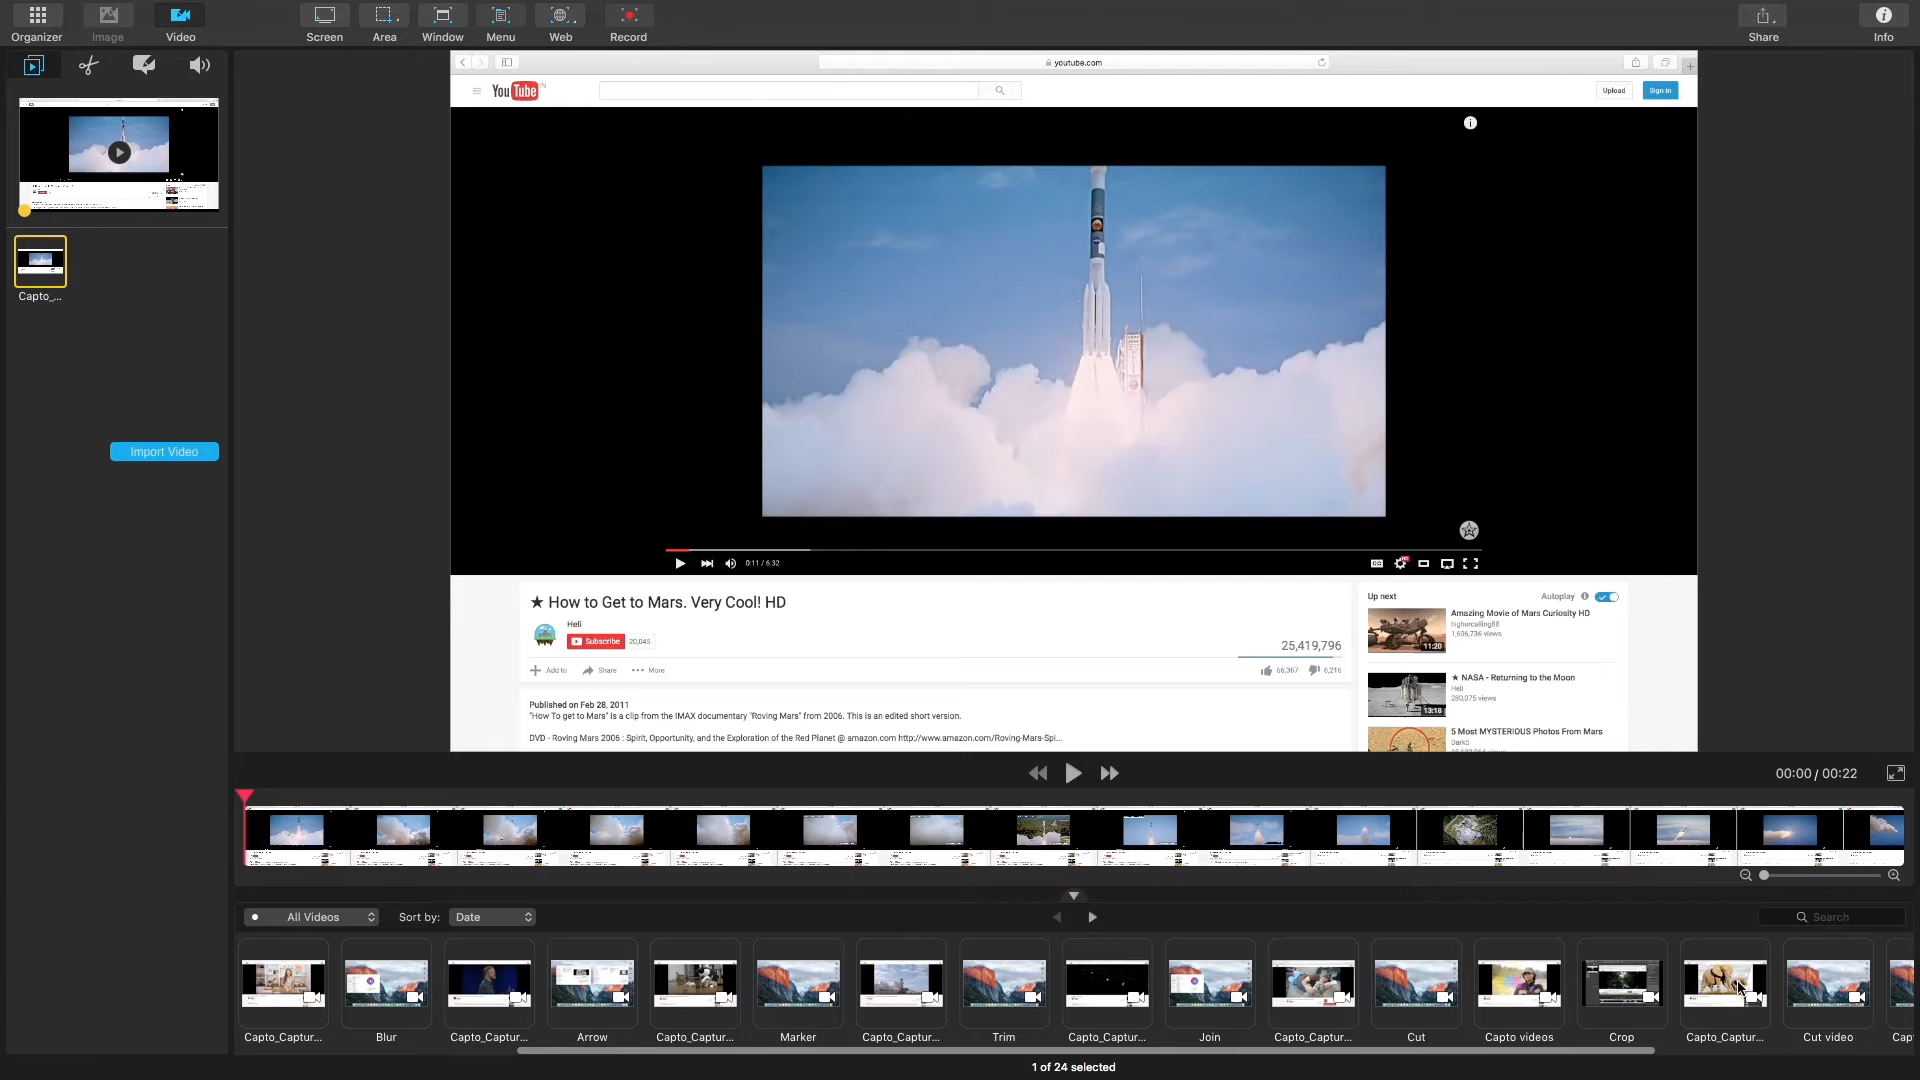 Organizer Image Video Screen Area Window Menu Web Record Share Info
youtube.com
YouTube IN
Upload Sign in
Capto_...
Import Video
0:11 / 6:32
★ How to Get to Mars. Very Cool! HD
Heli
Subscribe 20,045
25,419,796
Add to Share ••• More
66,367 6,216
Published on Feb 28, 2011
"How To get to Mars" is a clip from the IMAX documentary "Roving Mars" from 2006. This is an edited short version.
DVD - Roving Mars 2006 : Spirit, Opportunity, and the Exploration of the Red Planet @ amazon.com http://www.amazon.com/Roving-Mars-Spi...
Up next Autoplay
Amazing Movie of Mars Curiosity HD
highercalling88
1,606,736 views
11:20
★ NASA - Returning to the Moon
Heli
280,075 views
13:18
5 Most MYSTERIOUS Photos From Mars
Dark5
00:00 / 00:22
All Videos Sort by: Date Search
Capto_Captur... Blur Capto_Captur... Arrow Capto_Captur... Marker Capto_Captur... Trim Capto_Captur... Join Capto_Captur... Cut Capto videos Crop Capto_Captur... Cut video Capt
1 of 24 selected